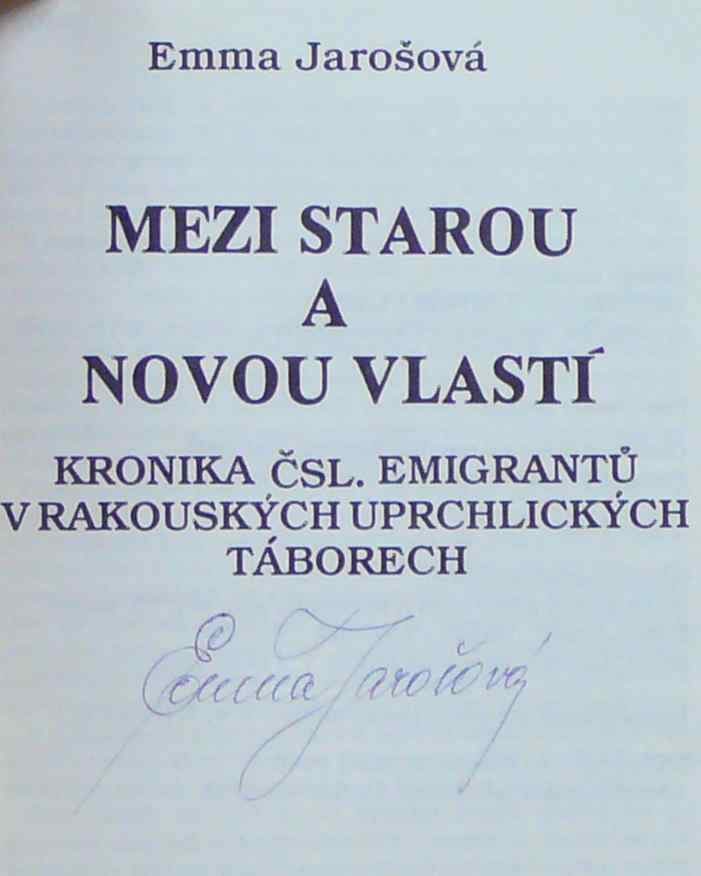 Emma Jarošová
MEZI STAROU
A
NOVOU VLASTÍ
KRONIKA ČSL. EMIGRANTŮ
V RAKOUSKÝCH UPRCHLICKÝCH
TÁBORECH
Emma Jarošová